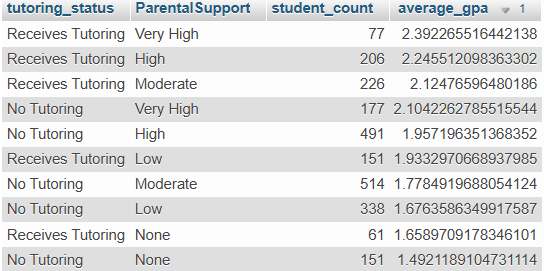 tutoring_status ParentalSupport student_count average_gpa 1
Receives Tutoring Very High 77 2.392265516442138
Receives Tutoring High 206 2.245512098363302
Receives Tutoring Moderate 226 2.12476596480186
No Tutoring Very High 177 2.1042262785515544
No Tutoring High 491 1.957196351368352
Receives Tutoring Low 151 1.9332970668937985
No Tutoring Moderate 514 1.7784919688054124
No Tutoring Low 338 1.6763586349917587
Receives Tutoring None 61 1.6589709178346101
No Tutoring None 151 1.4921189104731114